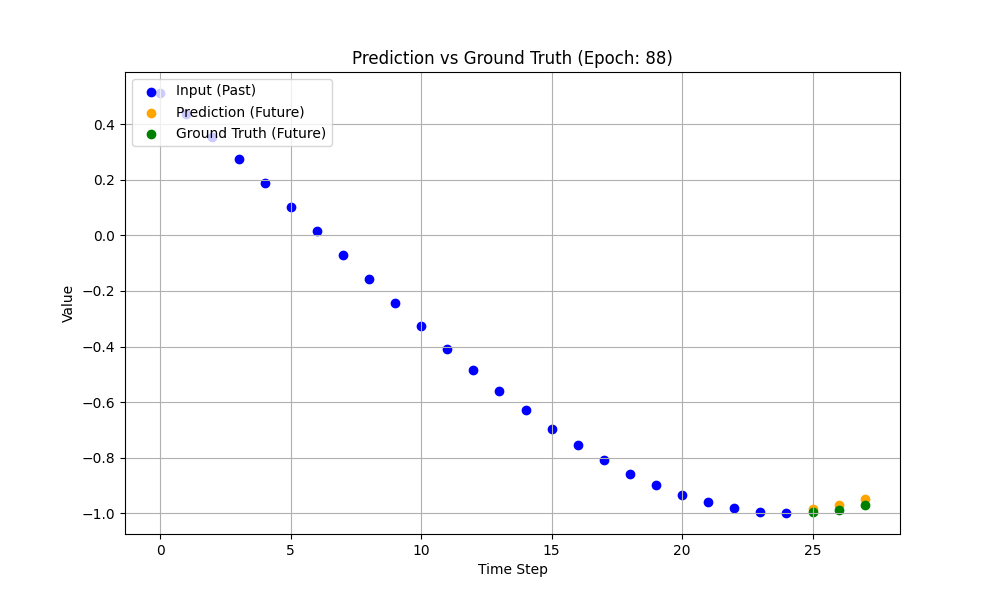 Prediction vs Ground Truth (Epoch: 88)
Input (Past)
Prediction (Future)
Ground Truth (Future)
Value
0.4
0.2
0.0
−0.2
−0.4
−0.6
−0.8
−1.0
0 5 10 15 20 25
Time Step